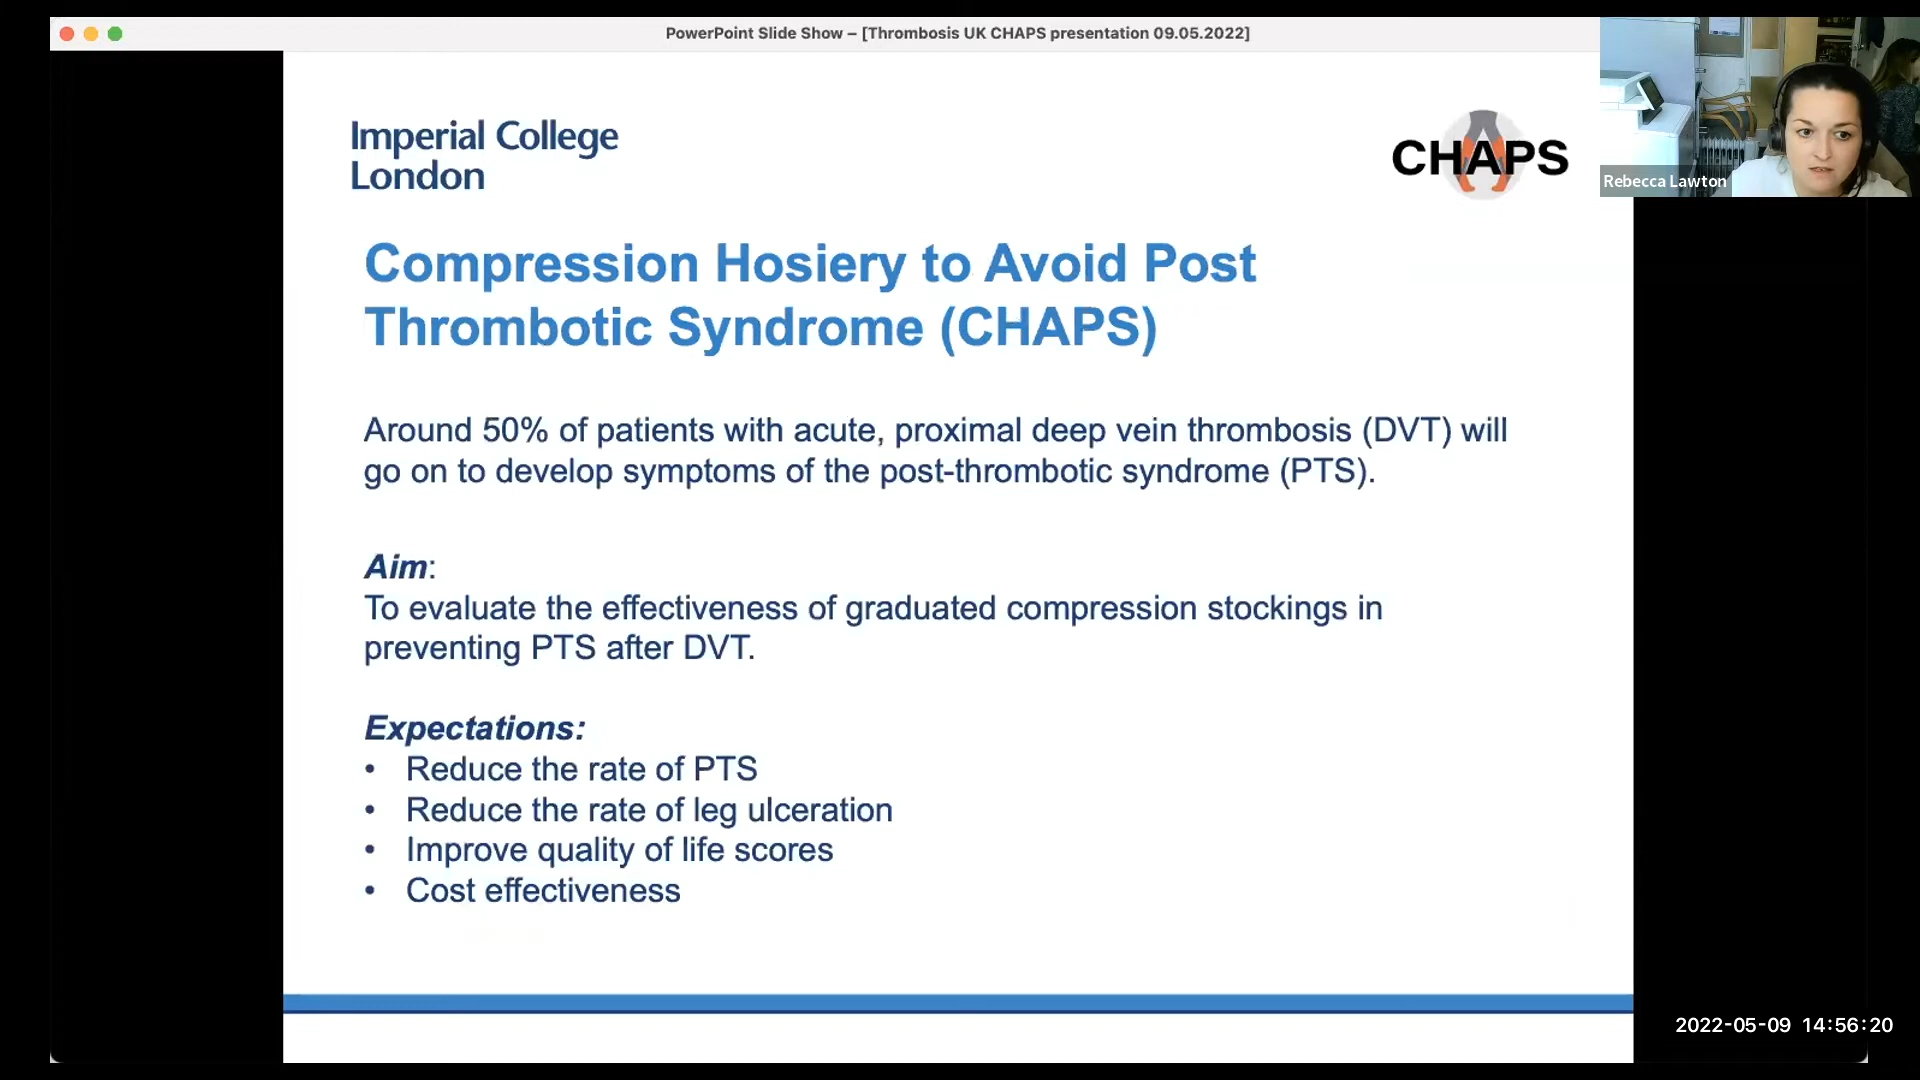 PowerPoint Slide Show – [Thrombosis UK CHAPS presentation 09.05.2022]
Imperial College
London
CHAPS
Rebecca Lawton
Compression Hosiery to Avoid Post
Thrombotic Syndrome (CHAPS)
Around 50% of patients with acute, proximal deep vein thrombosis (DVT) will
go on to develop symptoms of the post-thrombotic syndrome (PTS).
Aim:
To evaluate the effectiveness of graduated compression stockings in
preventing PTS after DVT.
Expectations:
• Reduce the rate of PTS
• Reduce the rate of leg ulceration
• Improve quality of life scores
• Cost effectiveness
2022-05-09 14:56:20